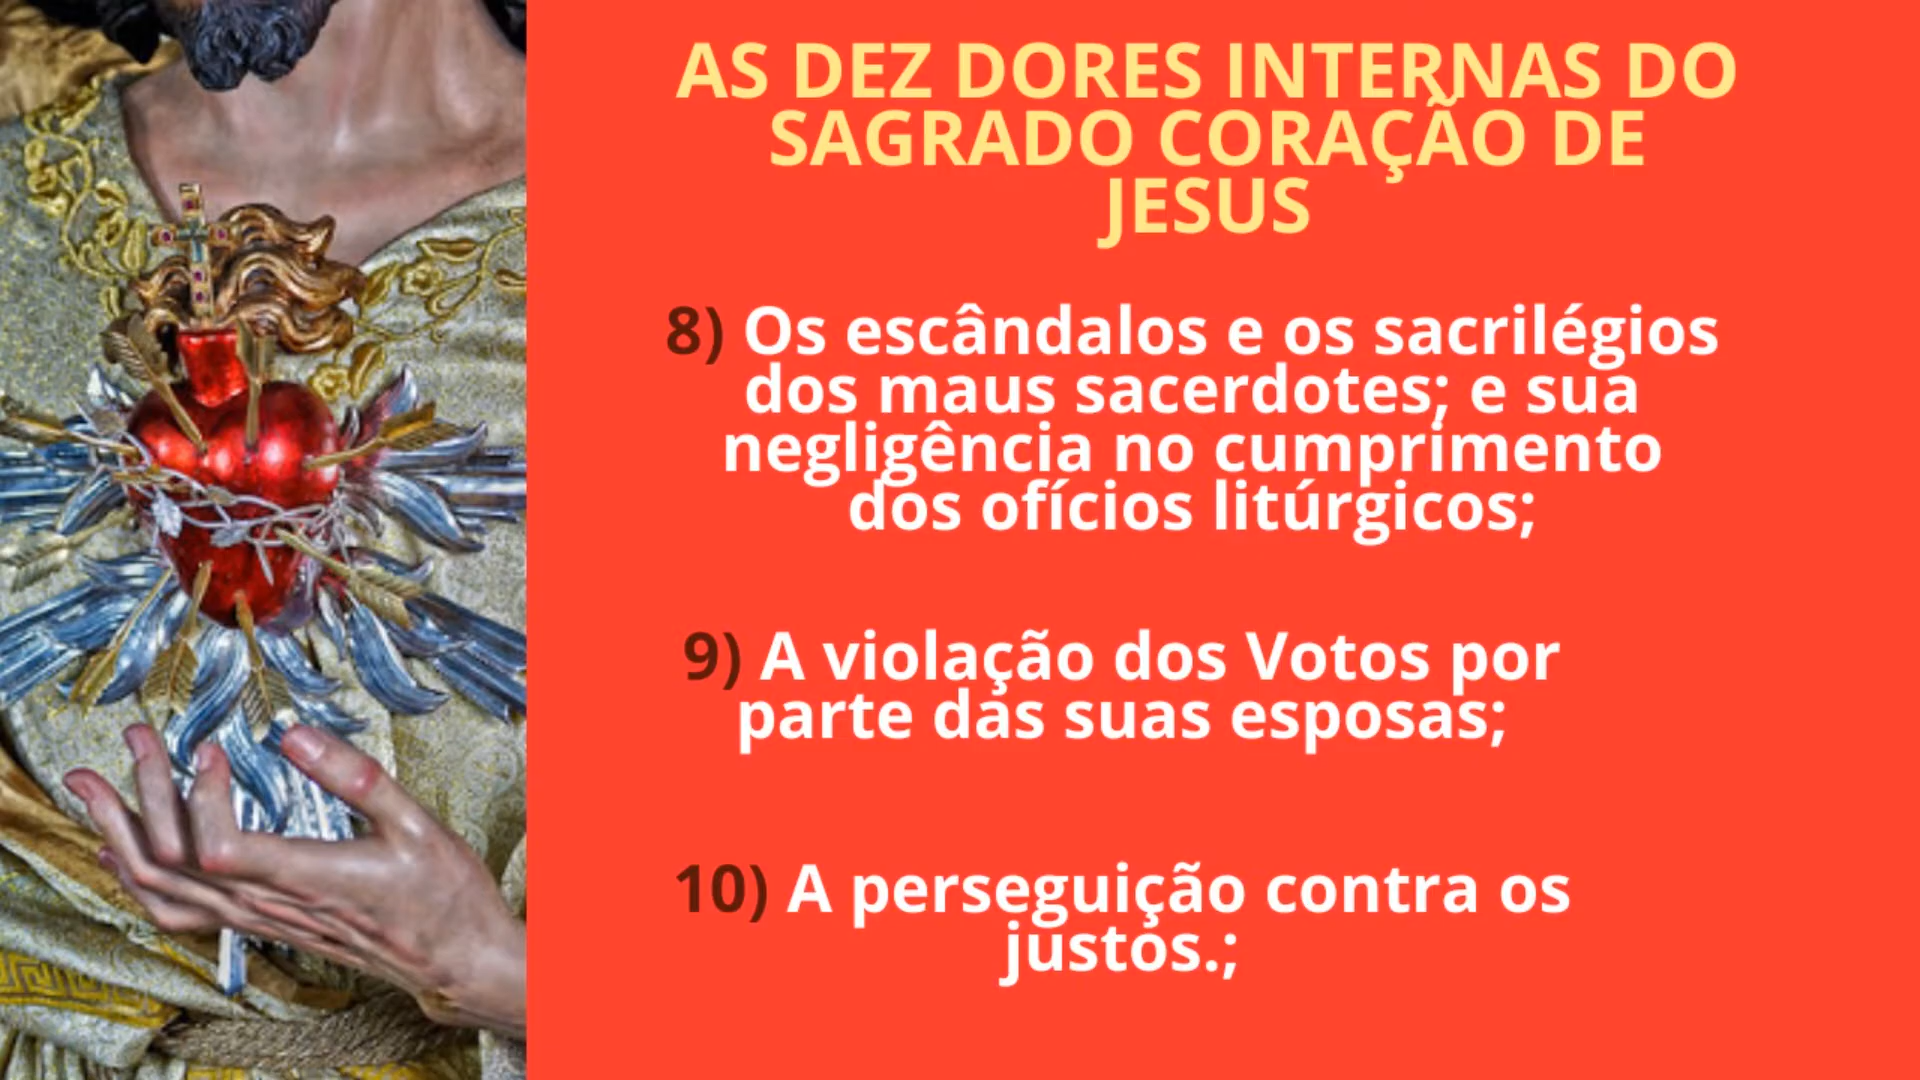 AS DEZ DORES INTERNAS DO
SAGRADO CORAÇÃO DE
JESUS
8) Os escândalos e os sacrilégios
dos maus sacerdotes; e sua
negligência no cumprimento
dos ofícios litúrgicos;
9) A violação dos Votos por
parte das suas esposas;
10) A perseguição contra os
justos.;